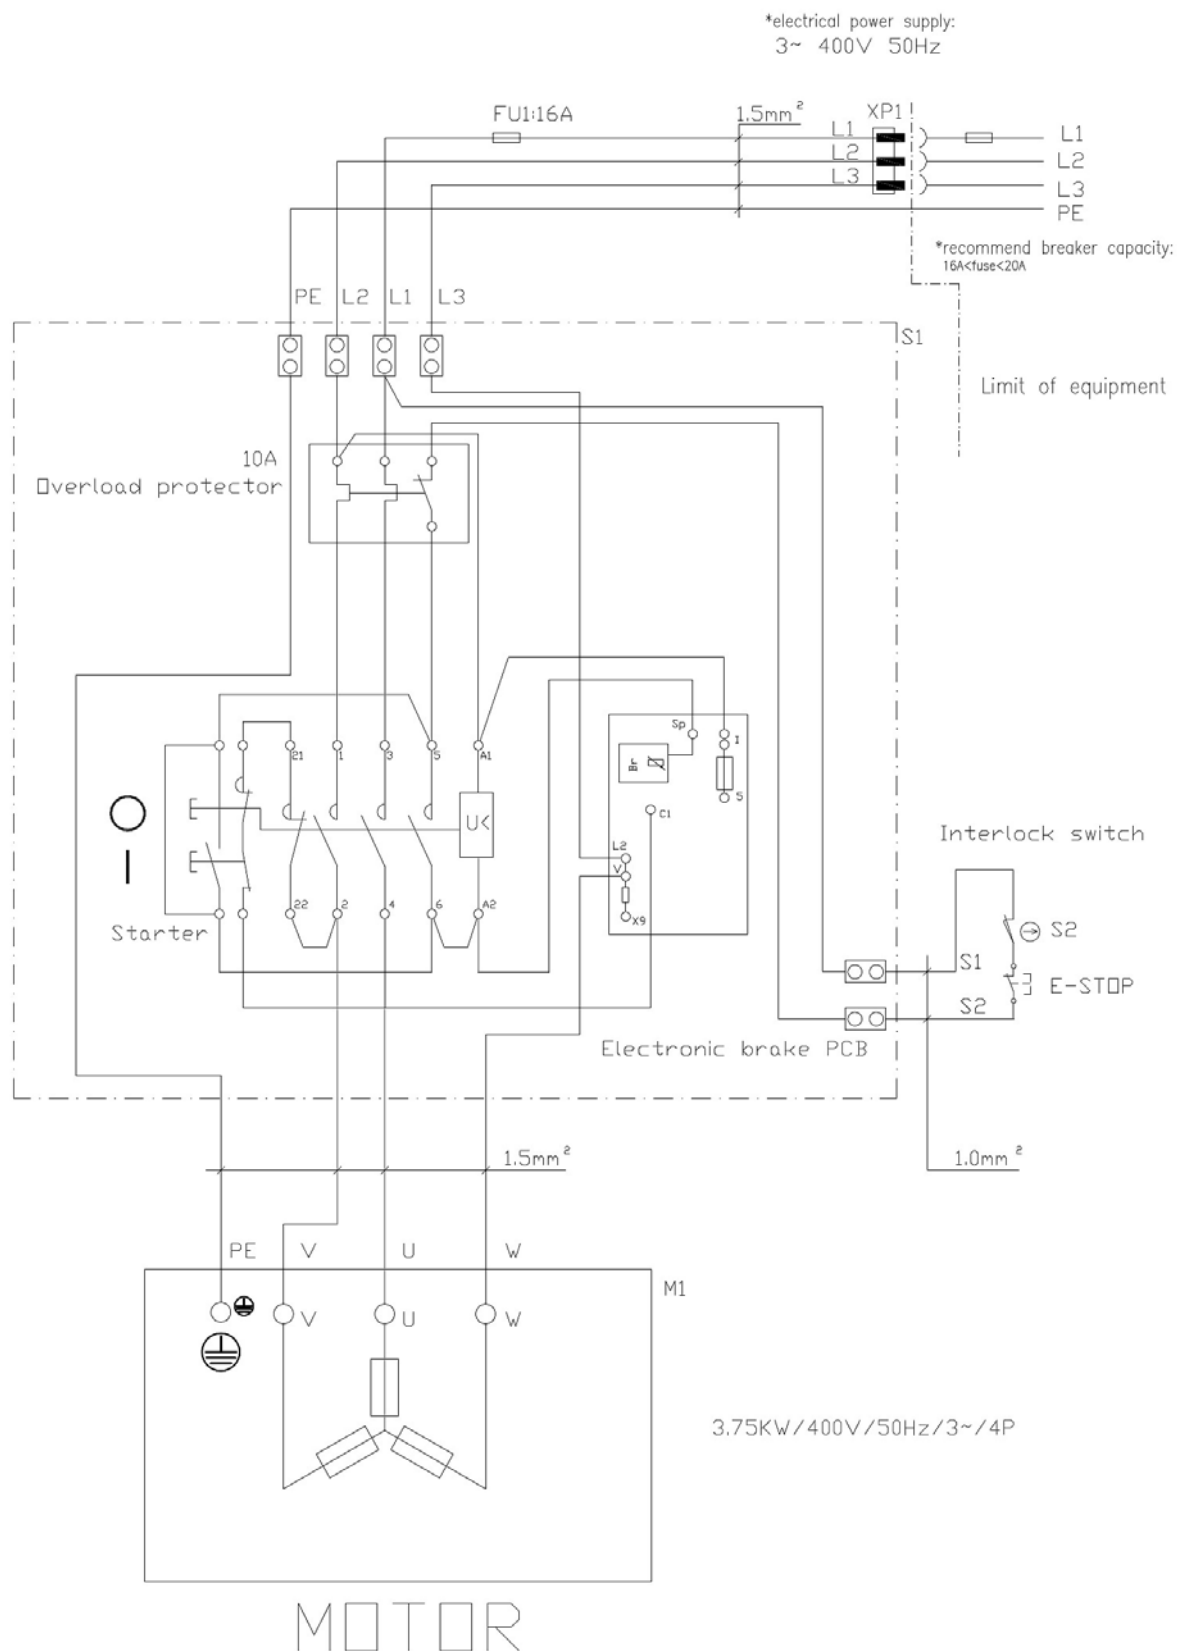 *electrical power supply:
3~ 400V 50Hz
FU1:16A
1.5mm²
XP1
L1
L1
L2
L2
L3
L3
PE
*recommend breaker capacity:
16A<fuse<20A
PE L2 L1 L3
S1
Limit of equipment
10A
Overload protector
Sp
I
21 1 3 5 A1
Br
5
U<
C1
Interlock switch
L2
V
X9
22 2 4 6 A2
Starter
S2
S1
E-STOP
S2
Electronic brake PCB
1.5mm²
1.0mm²
PE V U W
M1
V U W
3.75KW/400V/50Hz/3~/4P
MOTOR